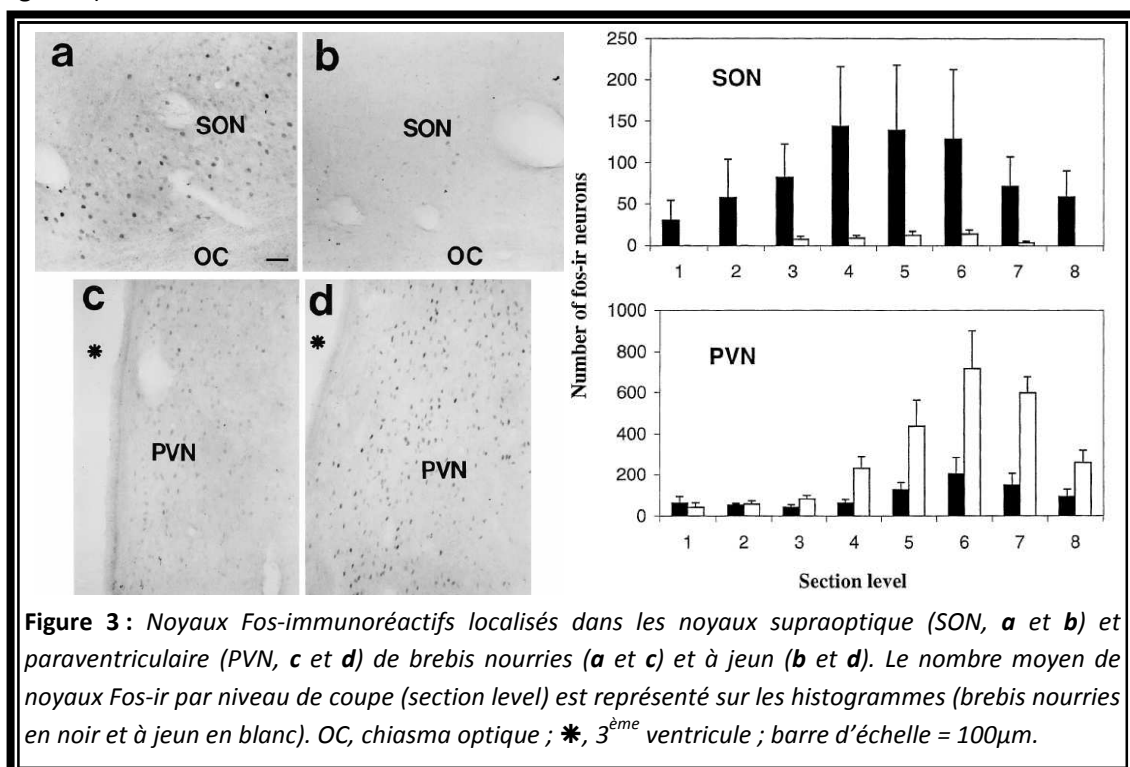 a
b
SON
SON
OC
OC
c
d
✱
✱
PVN
PVN
Number of fos-ir neurons
250
200
150
100
50
0
SON
1 2 3 4 5 6 7 8
1000
800
600
400
200
0
PVN
1 2 3 4 5 6 7 8
Section level
Figure 3 : Noyaux Fos-immunoréactifs localisés dans les noyaux supraoptique (SON, a et b) et
paraventriculaire (PVN, c et d) de brebis nourries (a et c) et à jeun (b et d). Le nombre moyen de
noyaux Fos-ir par niveau de coupe (section level) est représenté sur les histogrammes (brebis nourries
en noir et à jeun en blanc). OC, chiasma optique ; ✱, 3ème ventricule ; barre d'échelle = 100µm.